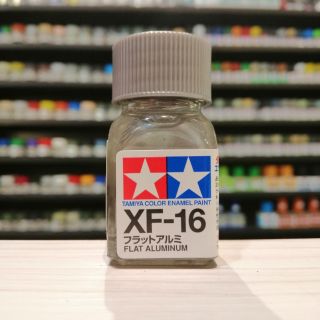 TAMIYA COLOR ENAMEL PAINT
XF-16
フラットアルミ
FLAT ALUMINUM